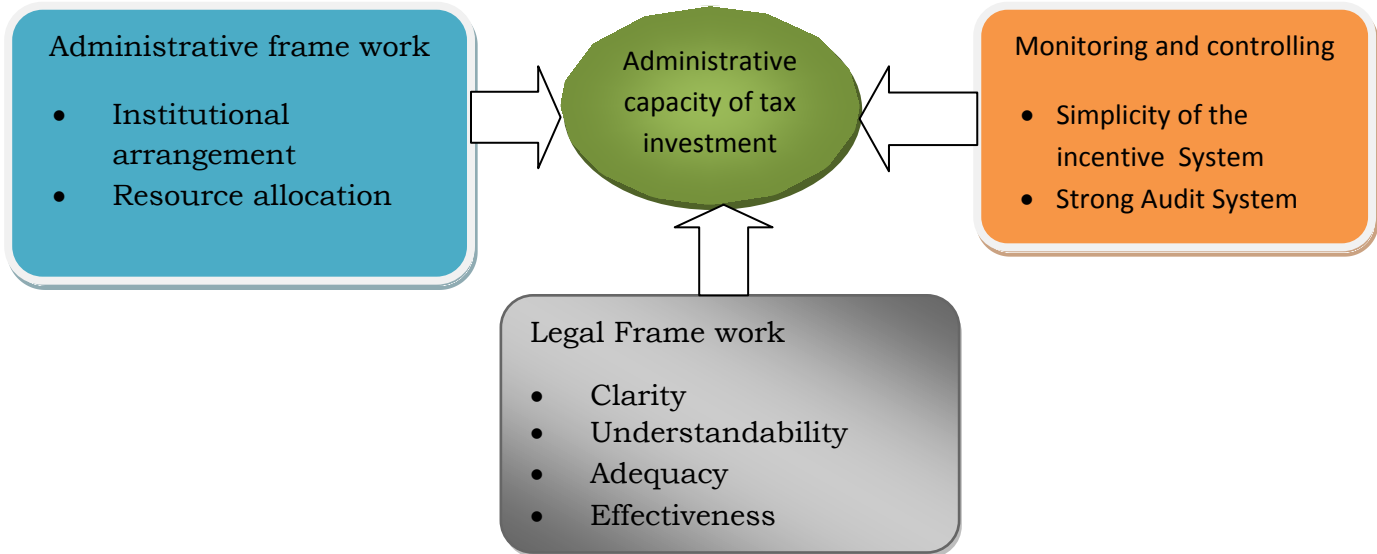 Administrative frame work
• Institutional
arrangement
• Resource allocation
Administrative
capacity of tax
investment
Monitoring and controlling
• Simplicity of the
incentive System
• Strong Audit System
Legal Frame work
• Clarity
• Understandability
• Adequacy
• Effectiveness